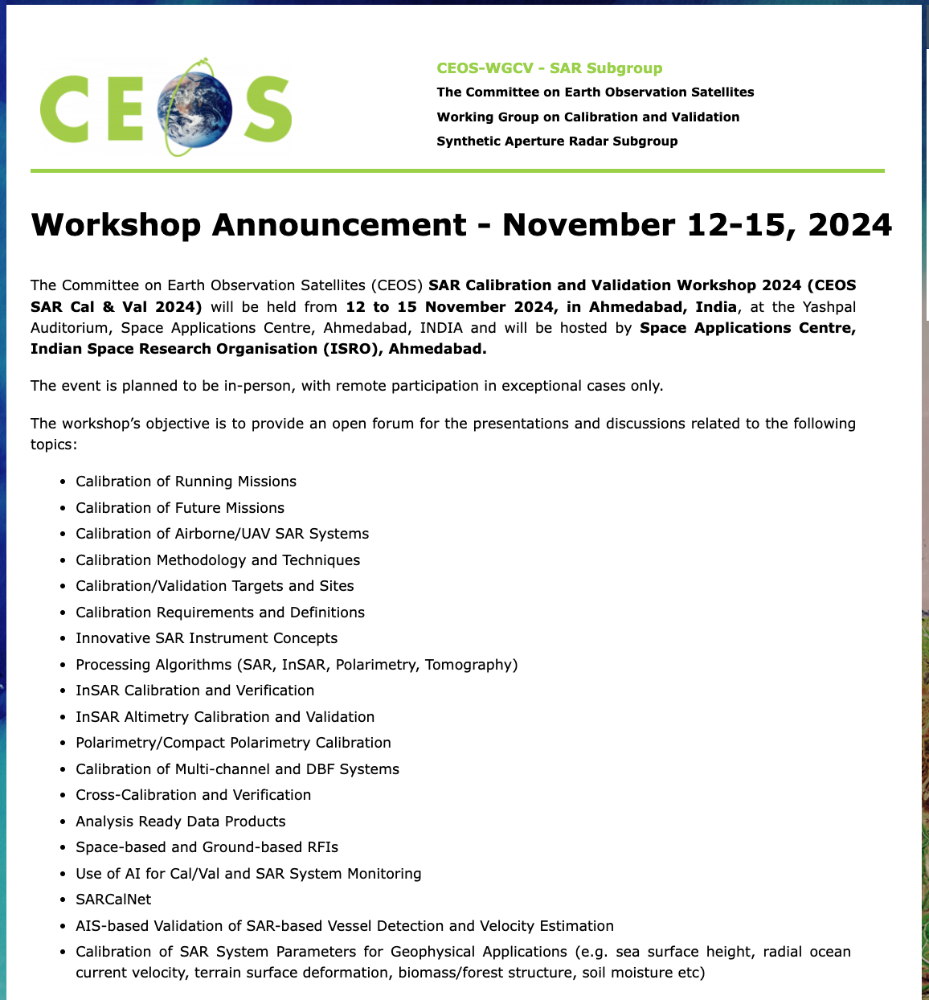 CEOS
CEOS-WGCV - SAR Subgroup
The Committee on Earth Observation Satellites
Working Group on Calibration and Validation
Synthetic Aperture Radar Subgroup
Workshop Announcement - November 12-15, 2024
The Committee on Earth Observation Satellites (CEOS) SAR Calibration and Validation Workshop 2024 (CEOS
SAR Cal & Val 2024) will be held from 12 to 15 November 2024, in Ahmedabad, India, at the Yashpal
Auditorium, Space Applications Centre, Ahmedabad, INDIA and will be hosted by Space Applications Centre,
Indian Space Research Organisation (ISRO), Ahmedabad.
The event is planned to be in-person, with remote participation in exceptional cases only.
The workshop’s objective is to provide an open forum for the presentations and discussions related to the following
topics:
• Calibration of Running Missions
• Calibration of Future Missions
• Calibration of Airborne/UAV SAR Systems
• Calibration Methodology and Techniques
• Calibration/Validation Targets and Sites
• Calibration Requirements and Definitions
• Innovative SAR Instrument Concepts
• Processing Algorithms (SAR, InSAR, Polarimetry, Tomography)
• InSAR Calibration and Verification
• InSAR Altimetry Calibration and Validation
• Polarimetry/Compact Polarimetry Calibration
• Calibration of Multi-channel and DBF Systems
• Cross-Calibration and Verification
• Analysis Ready Data Products
• Space-based and Ground-based RFIs
• Use of AI for Cal/Val and SAR System Monitoring
• SARCalNet
• AIS-based Validation of SAR-based Vessel Detection and Velocity Estimation
• Calibration of SAR System Parameters for Geophysical Applications (e.g. sea surface height, radial ocean
current velocity, terrain surface deformation, biomass/forest structure, soil moisture etc)